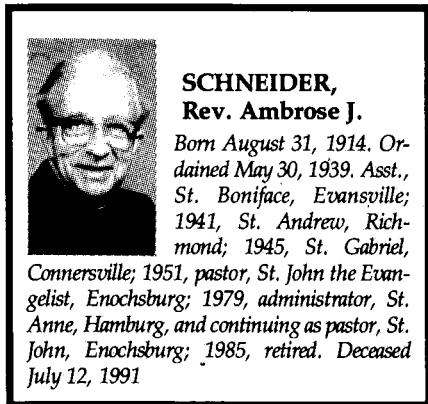 SCHNEIDER,
Rev. Ambrose J.
Born August 31, 1914. Or-
dained May 30, 1939. Asst.,
St. Boniface, Evansville;
1941, St. Andrew, Rich-
mond; 1945, St. Gabriel,
Connersville; 1951, pastor, St. John the Evan-
gelist, Enochsburg; 1979, administrator, St.
Anne, Hamburg, and continuing as pastor, St.
John, Enochsburg; 1985, retired. Deceased
July 12, 1991